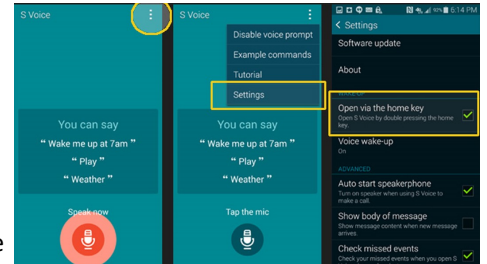 S Voice
You can say
“ Wake me up at 7am ”
“ Play ”
“ Weather ”
Speak now
S Voice
Disable voice prompt
Example commands
Tutorial
Settings
You can say
“ Wake me up at 7am ”
“ Play ”
“ Weather ”
Tap the mic
6:14 PM
< Settings
Software update
About
WAKE-UP
Open via the home key
Open S Voice by double pressing the home
key.
Voice wake-up
On
ADVANCED
Auto start speakerphone
Turn on speaker when using S Voice to
make a call.
Show body of message
Show message content when new message
arrives.
Check missed events
Check your missed events when you open S
e